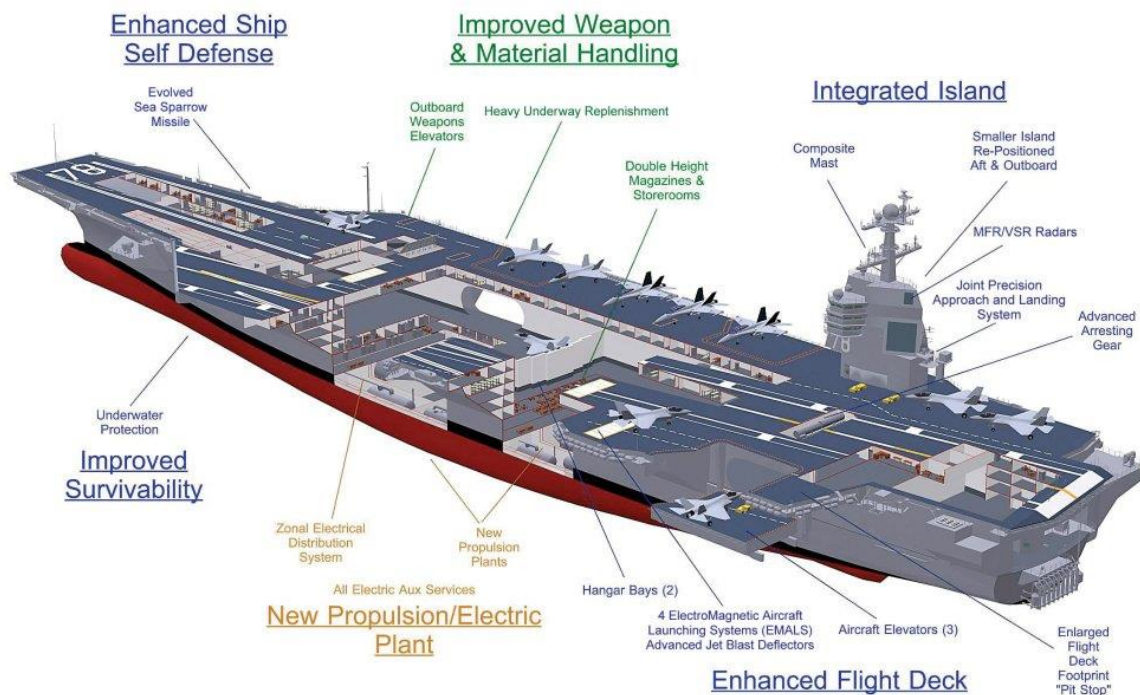 Enhanced Ship
Self Defense
Evolved
Sea Sparrow
Missile
Improved Weapon
& Material Handling
Outboard
Weapons
Elevators
Heavy Underway Replenishment
Double Height
Magazines &
Storerooms
Integrated Island
Composite
Mast
Smaller Island
Re-Positioned
Aft & Outboard
MFR/VSR Radars
Joint Precision
Approach and Landing
System
Advanced
Arresting
Gear
78
Underwater
Protection
Improved
Survivability
Zonal Electrical
Distribution
System
New
Propulsion
Plants
All Electric Aux Services
New Propulsion/Electric
Plant
Hangar Bays (2)
4 ElectroMagnetic Aircraft
Launching Systems (EMALS)
Advanced Jet Blast Deflectors
Aircraft Elevators (3)
Enlarged
Flight
Deck
Footprint
"Pit Stop"
Enhanced Flight Deck